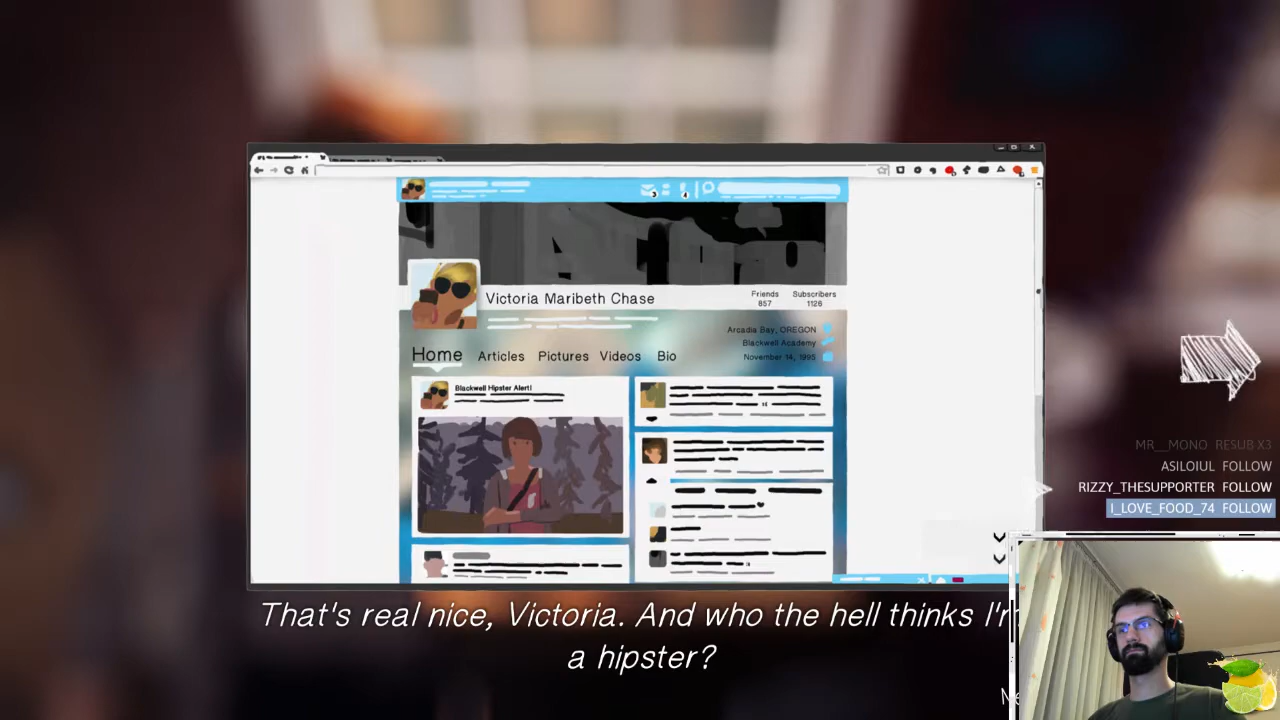 Victoria Maribeth Chase
Friends
857
Subscribers
1126
Arcadia Bay, OREGON
Blackwell Academy
November 14, 1995
Home Articles Pictures Videos Bio
Blackwell Hipster Alert!
MR__MONO RESUB X3
ASILOIUL FOLLOW
RIZZY_THESUPPORTER FOLLOW
I_LOVE_FOOD_74 FOLLOW
That's real nice, Victoria. And who the hell thinks
a hipster?